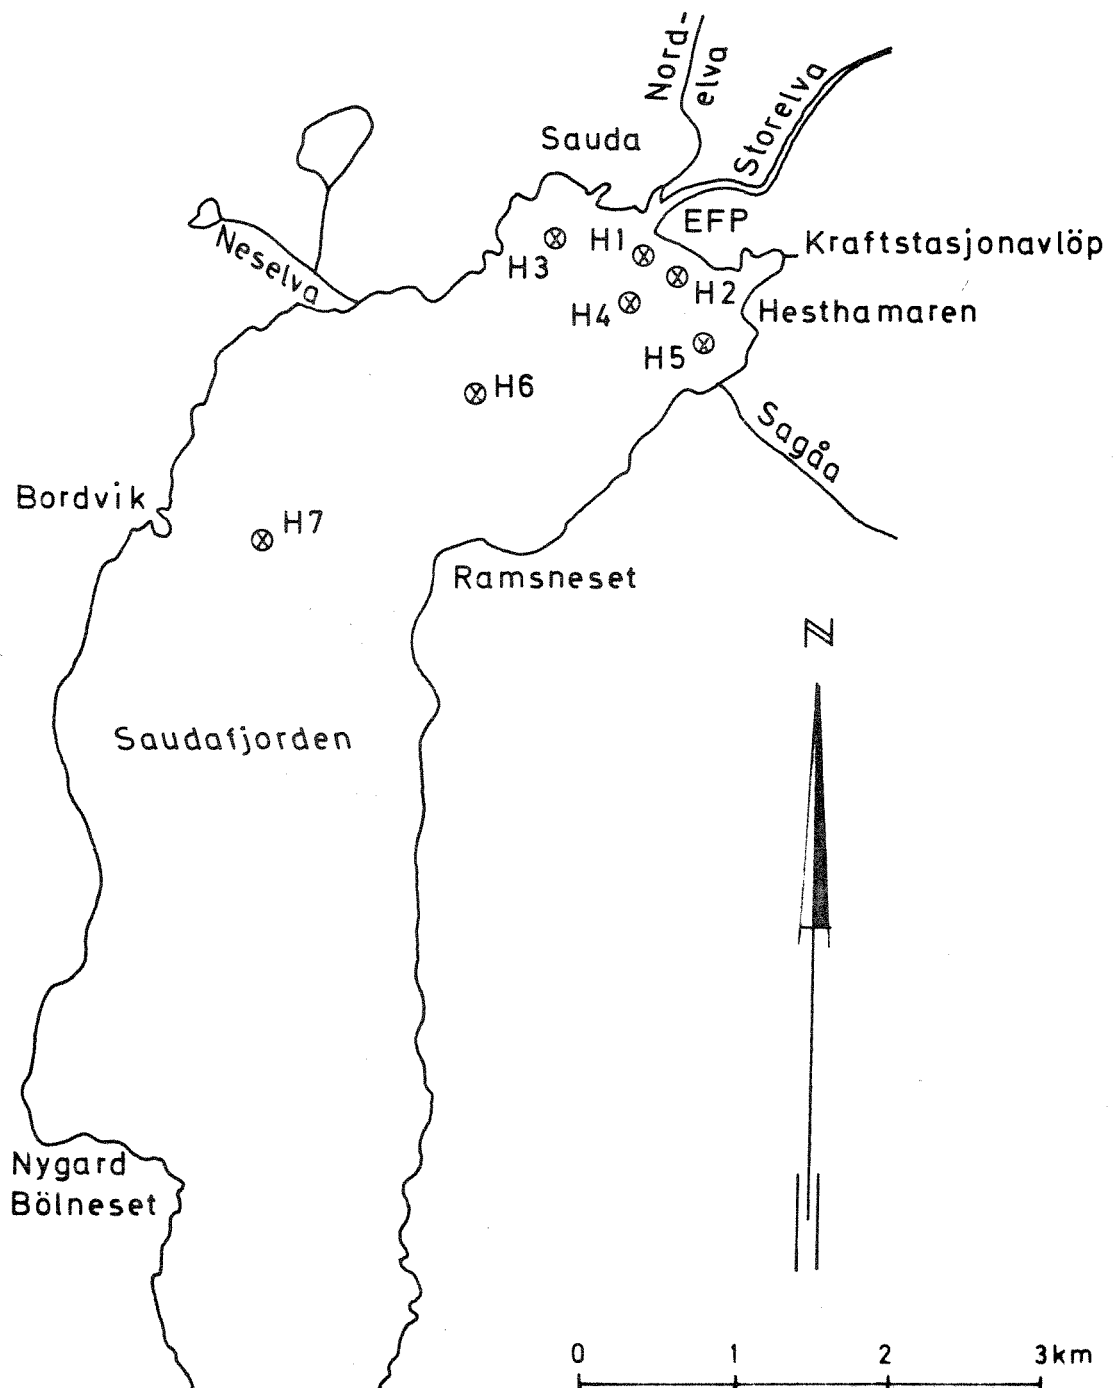 Nord-
elva
Storelva
Sauda
EFP
Kraftstasjonavlöp
Neselva
H1
H3
H2
H4
Hesthamaren
H5
H6
Sagåa
Bordvik
H7
Ramsneset
N
Saudafjorden
Nygard
Bölneset
0 1 2 3km